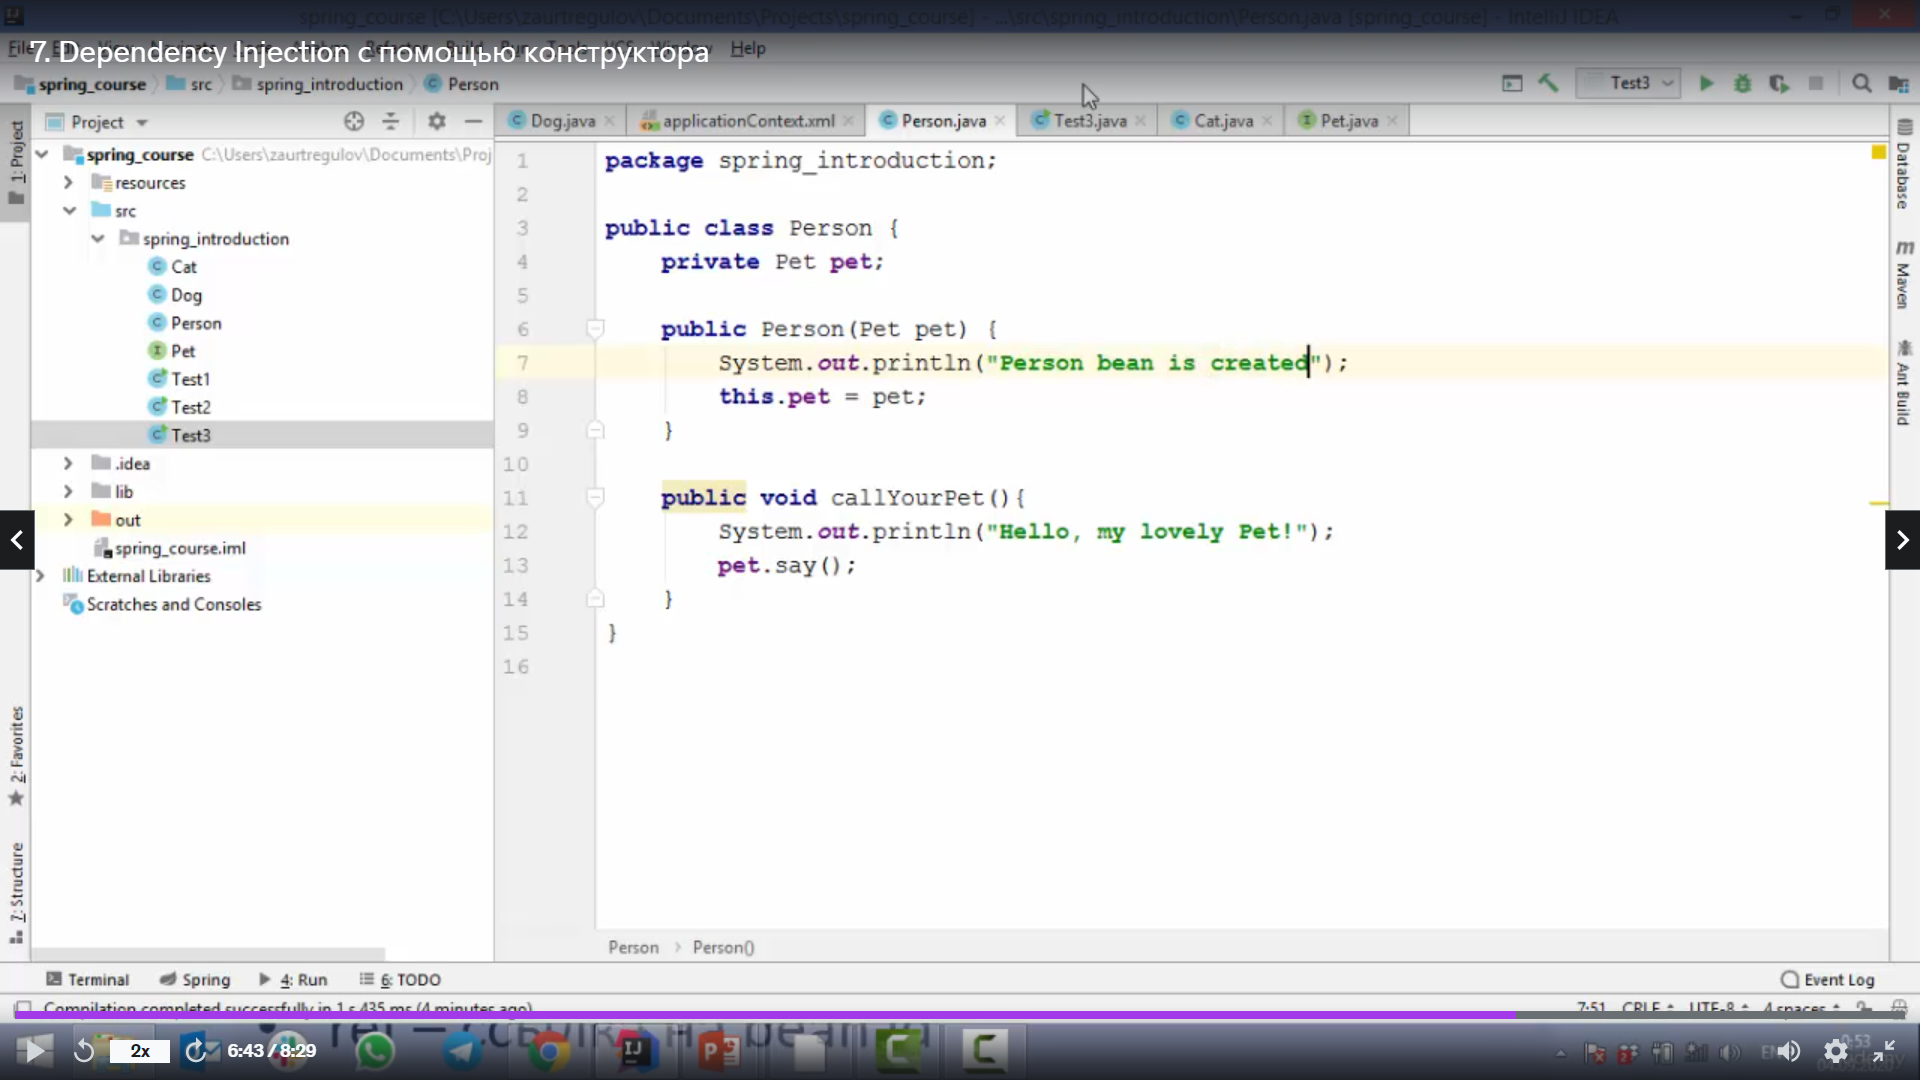 spring_course [C:\Users\zaurtregulov\Documents\Projects\spring_course] - ...\src\spring_introduction\Person.java [spring_course] - IntelliJ IDEA
File Help
7. Dependency Injection с помощью конструктора
spring_course src spring_introduction Person Test3
Project
Dog.java applicationContext.xml Person.java Test3.java Cat.java Pet.java
1: Project
spring_course C:\Users\zaurtregulov\Documents\Proj
resources
src
spring_introduction
Cat
Dog
Person
Pet
Test1
Test2
Test3
.idea
lib
out
spring_course.iml
External Libraries
Scratches and Consoles
2: Favorites
7: Structure
1 package spring_introduction;
2
3 public class Person {
4 private Pet pet;
5
6 public Person(Pet pet) {
7 System.out.println("Person bean is created");
8 this.pet = pet;
9 }
10
11 public void callYourPet(){
12 System.out.println("Hello, my lovely Pet!");
13 pet.say();
14 }
15 }
16
Database
Maven
Ant Build
Person Person()
Terminal Spring 4: Run 6: TODO Event Log
Compilation completed successfully in 1 s 435 ms (4 minutes ago) 7:51 CRLF UTF-8 4 spaces
2x 6:43 / 8:29